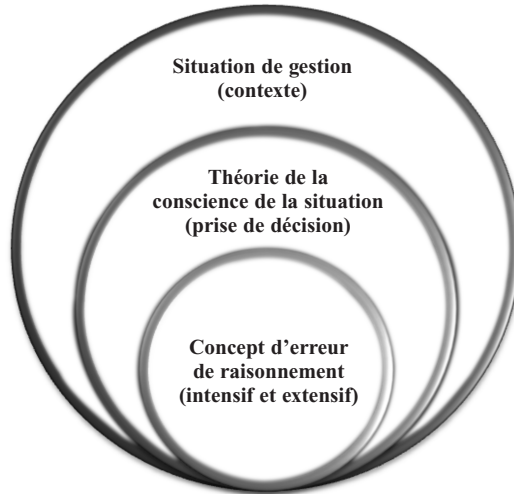 Situation de gestion
(contexte)
Théorie de la
conscience de la situation
(prise de décision)
Concept d’erreur
de raisonnement
(intensif et extensif)